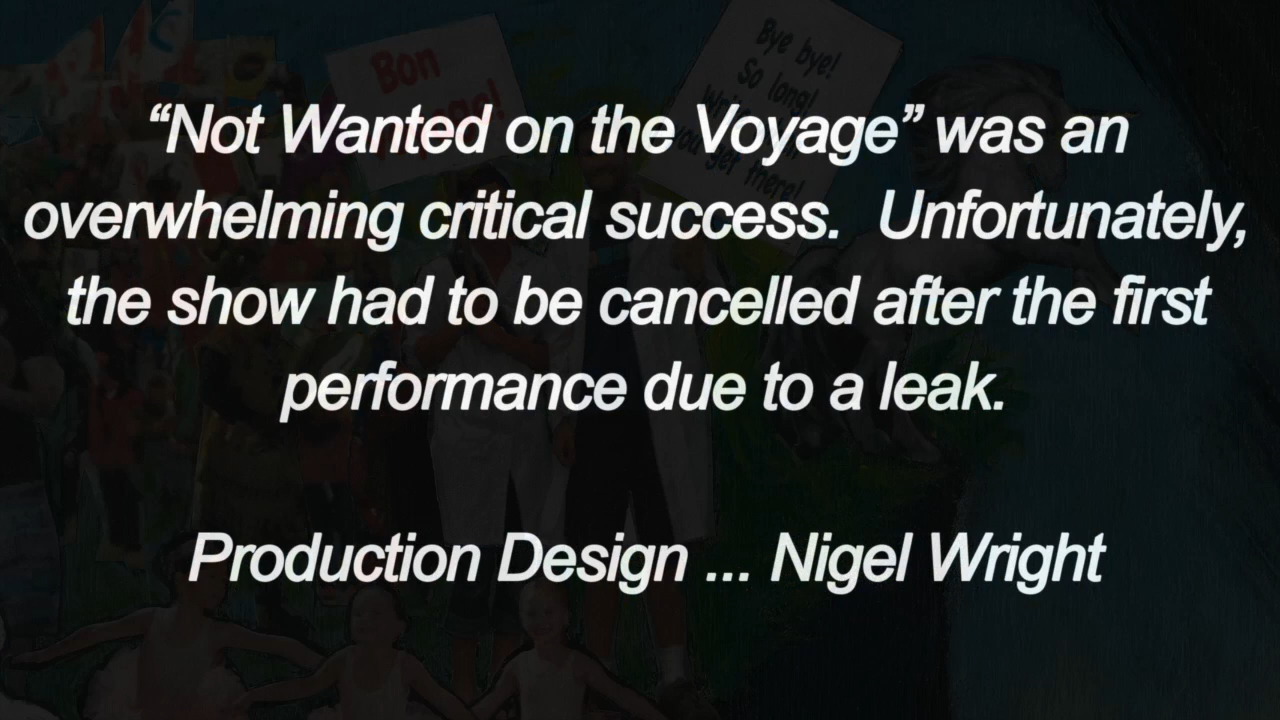 Bon
Bye bye!
So long!
“Not Wanted on the Voyage” was an
overwhelming critical success. Unfortunately,
the show had to be cancelled after the first
performance due to a leak.
Production Design ... Nigel Wright